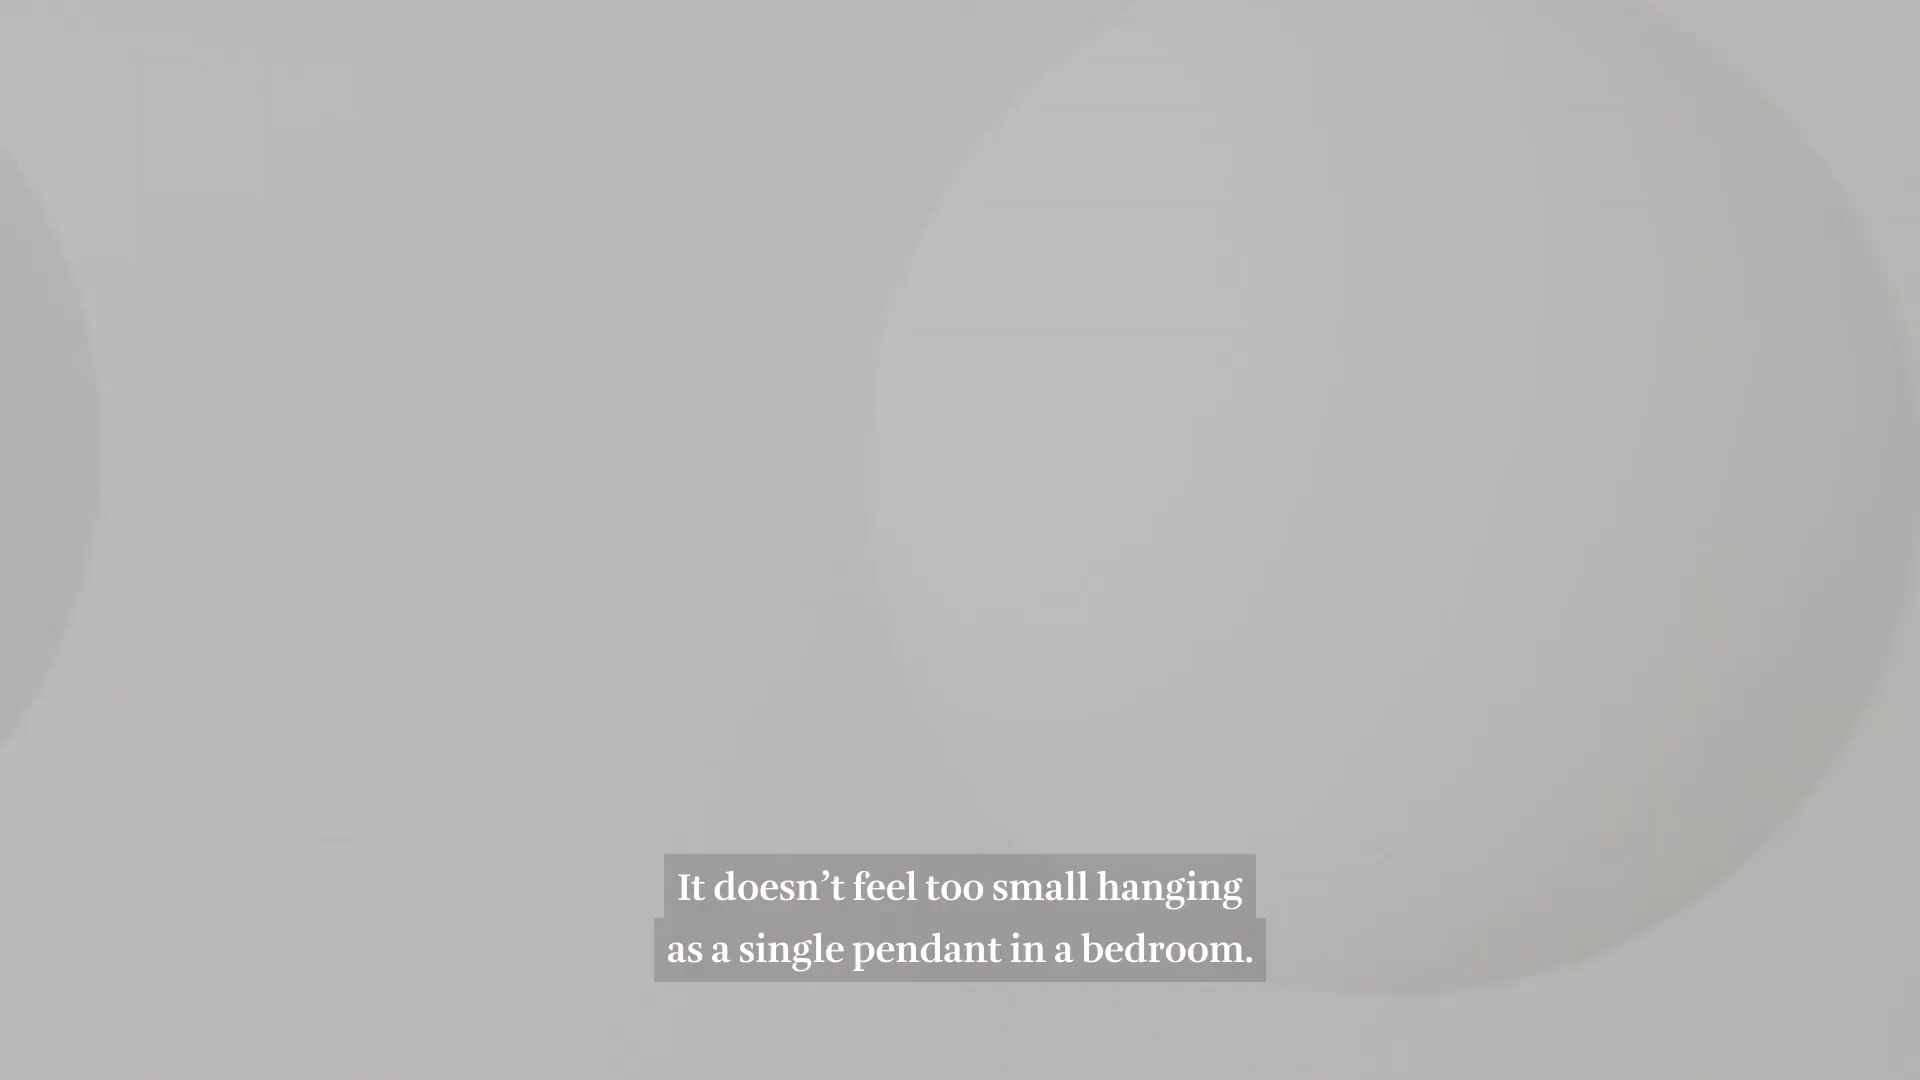 It doesn’t feel too small hanging
as a single pendant in a bedroom.